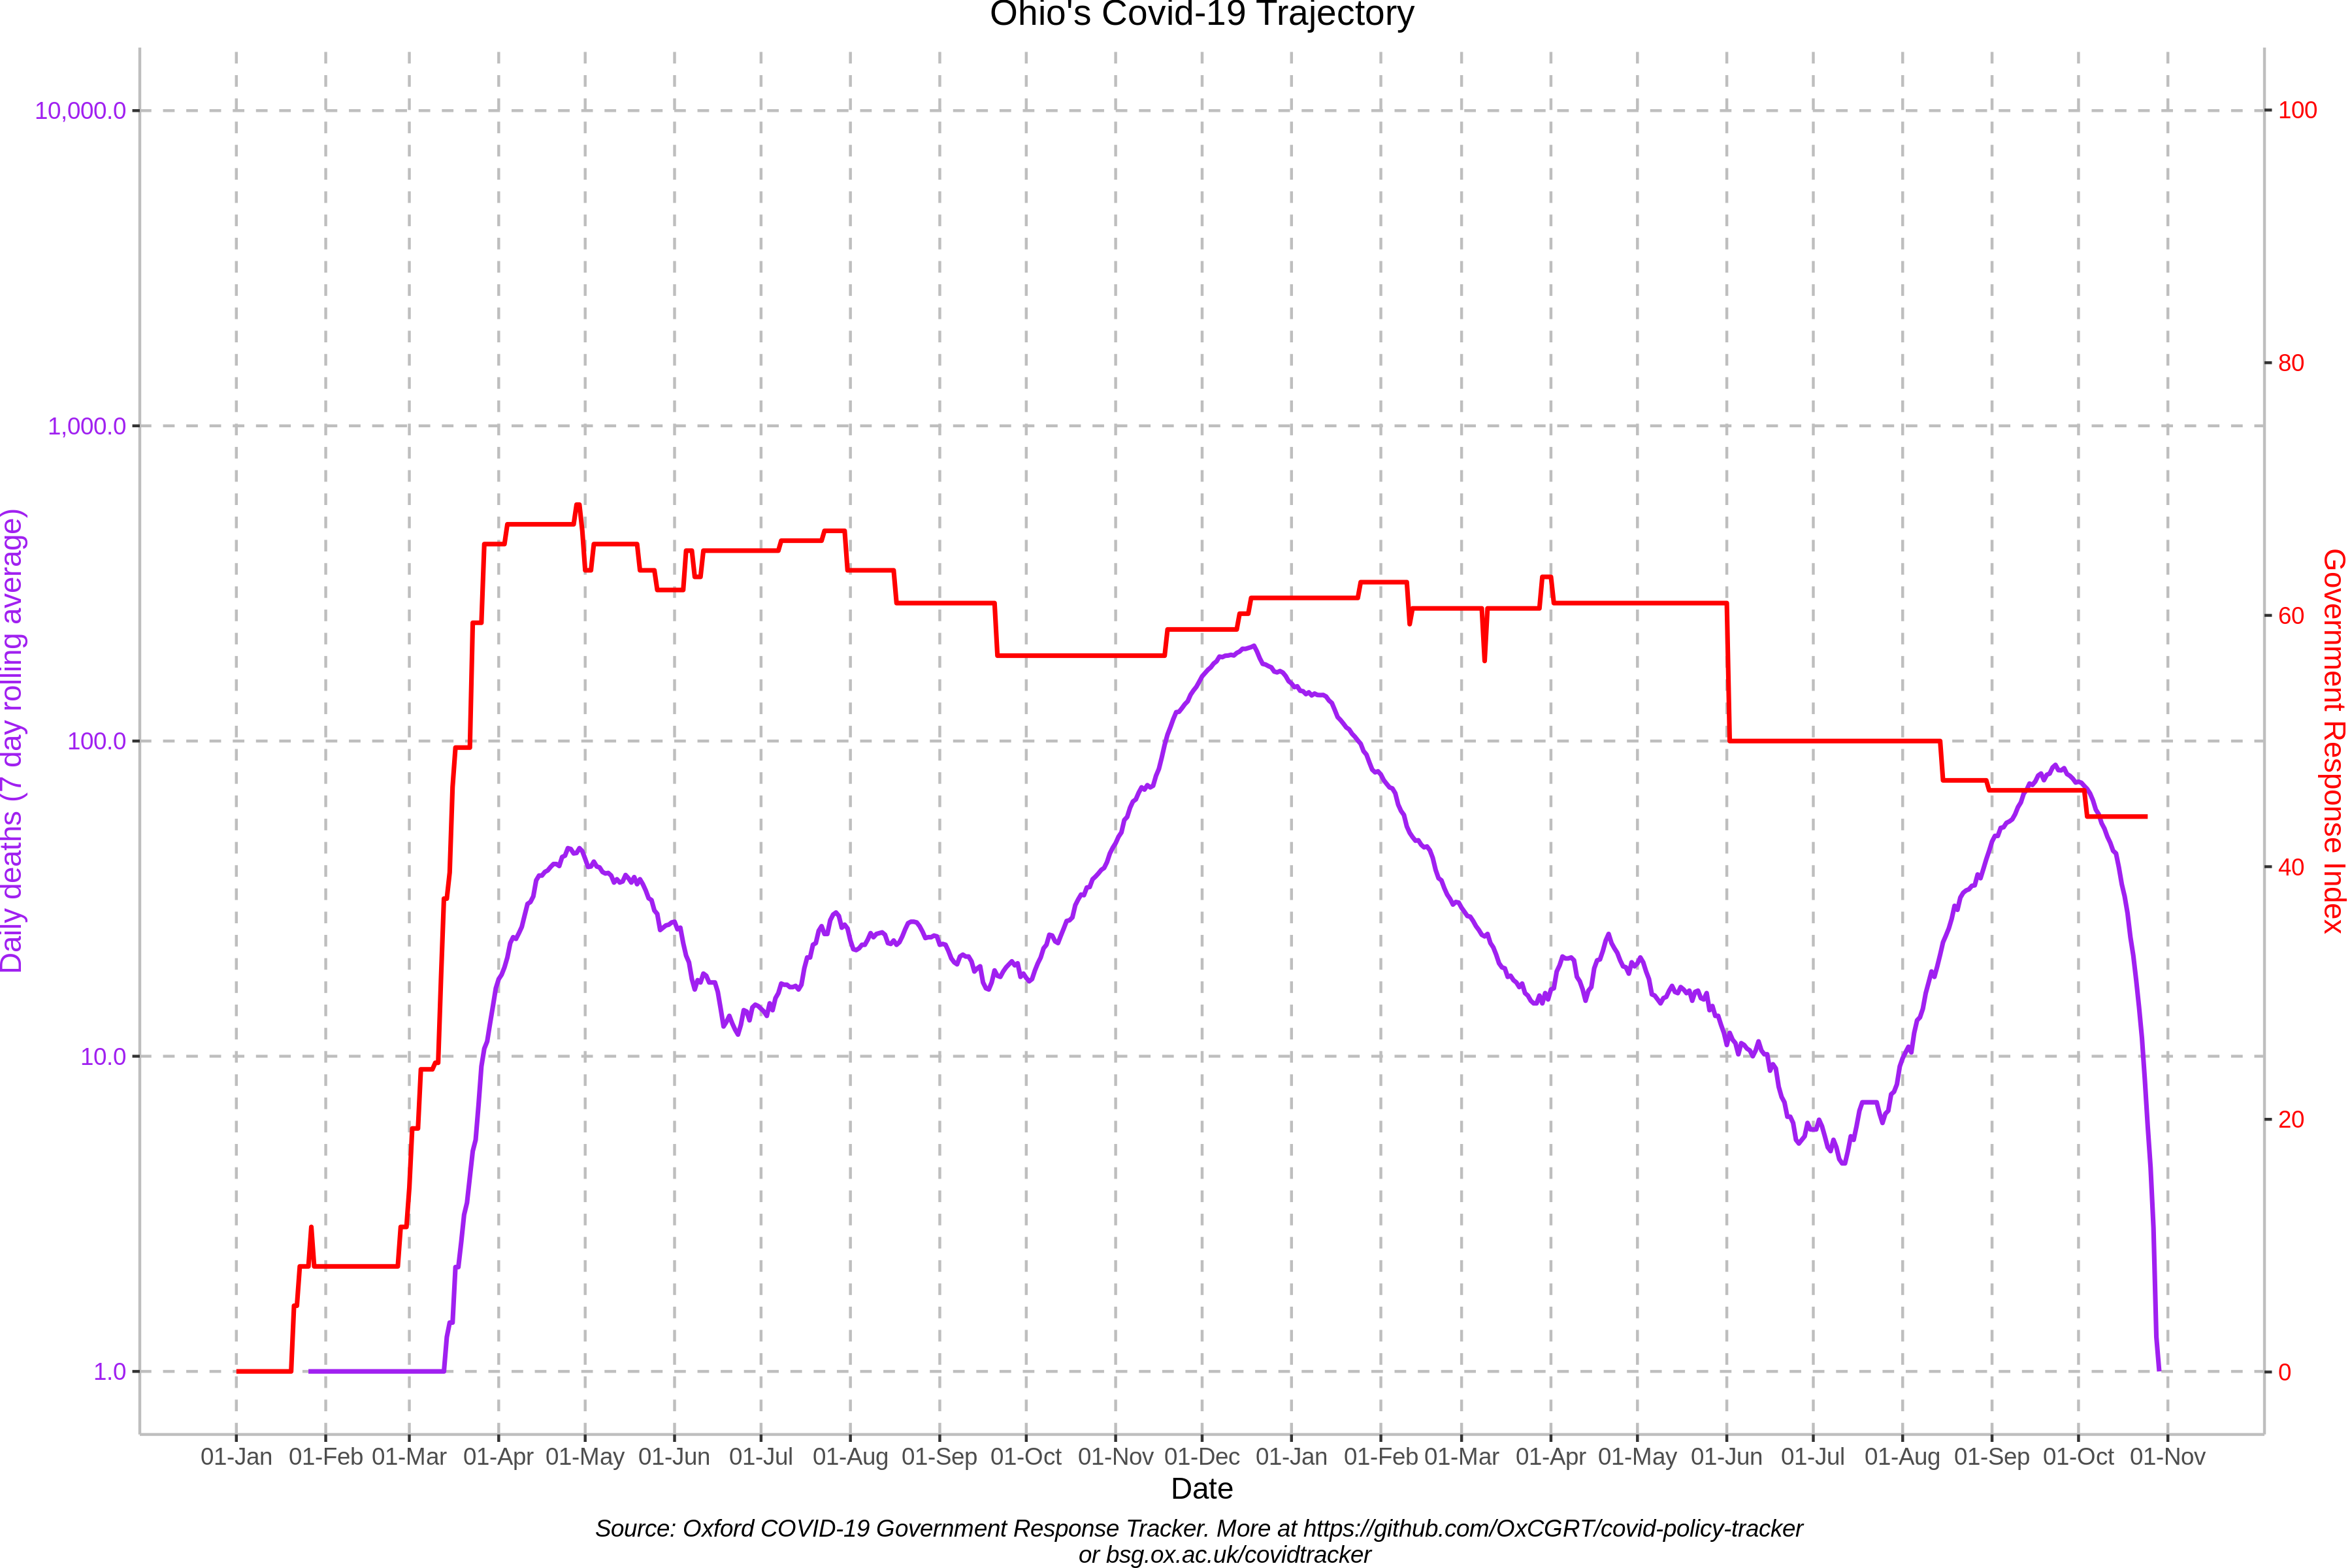 Ohio's Covid-19 Trajectory
10,000.0
1,000.0
100.0
10.0
1.0
Daily deaths (7 day rolling average)
100
80
60
40
20
0
Government Response Index
01-Jan 01-Feb 01-Mar 01-Apr 01-May 01-Jun 01-Jul 01-Aug 01-Sep 01-Oct 01-Nov 01-Dec 01-Jan 01-Feb 01-Mar 01-Apr 01-May 01-Jun 01-Jul 01-Aug 01-Sep 01-Oct 01-Nov
Date
Source: Oxford COVID-19 Government Response Tracker. More at https://github.com/OxCGRT/covid-policy-tracker
or bsg.ox.ac.uk/covidtracker